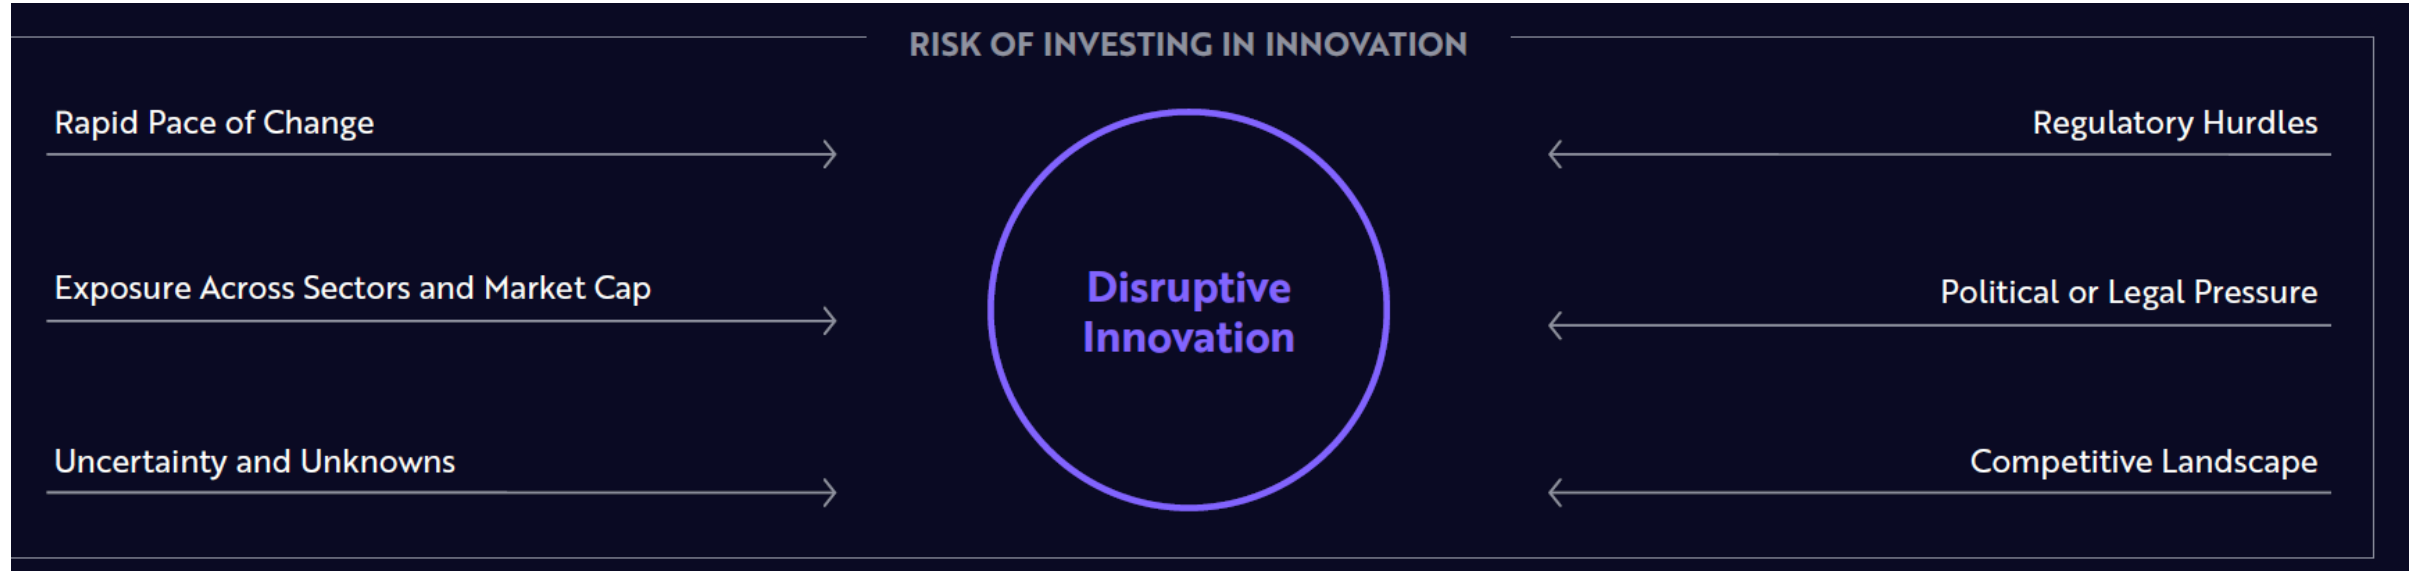 RISK OF INVESTING IN INNOVATION
Rapid Pace of Change
Exposure Across Sectors and Market Cap
Uncertainty and Unknowns
Disruptive
Innovation
Regulatory Hurdles
Political or Legal Pressure
Competitive Landscape